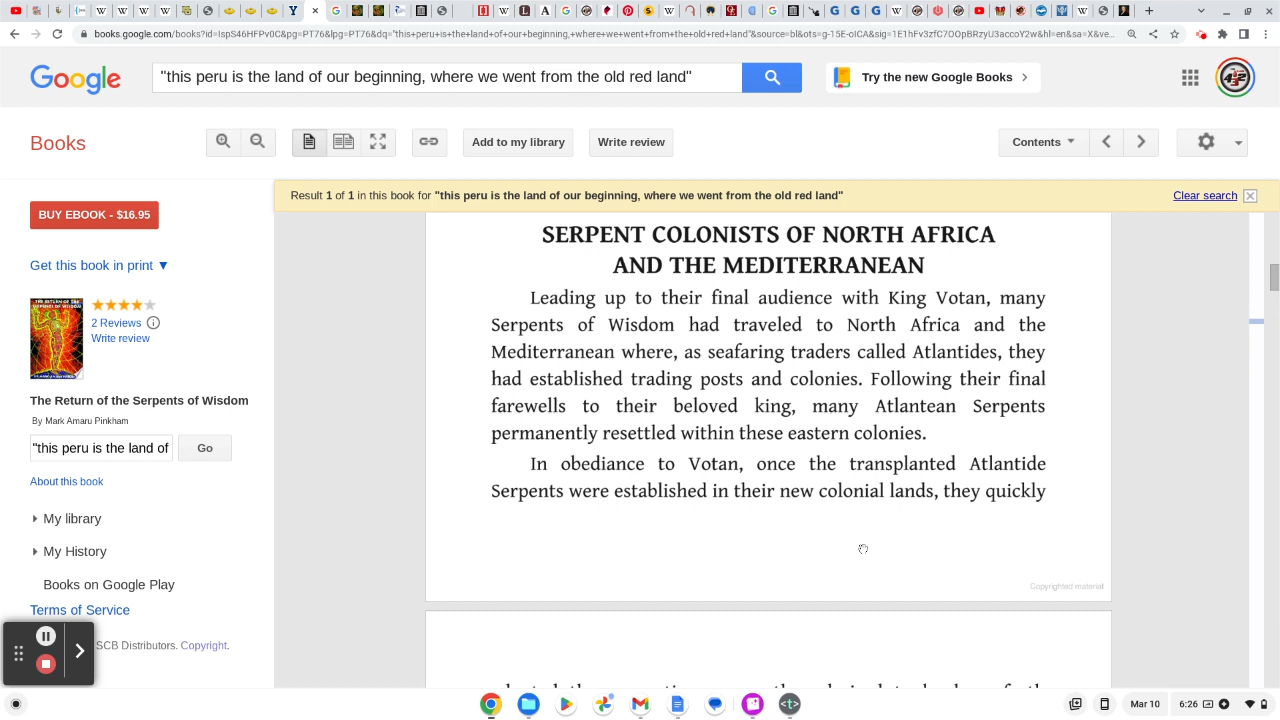 books.google.com/books?id=IspS46HFPv0C&pg=PT76&lpg=PT76&dq="this+peru+is+the+land+of+our+beginning,+where+we+went+from+the+old+red+land"&source=bl&ots=g-15E-oICA&sig=1E1hFv3zfC7OOpBRzyU3accoY2w&hl=en&sa=X&ve...
Google
"this peru is the land of our beginning, where we went from the old red land"
Try the new Google Books
Books
Add to my library
Write review
Contents
Result 1 of 1 in this book for "this peru is the land of our beginning, where we went from the old red land"
Clear search
BUY EBOOK - $16.95
Get this book in print ▼
2 Reviews
Write review
The Return of the Serpents of Wisdom
By Mark Amaru Pinkham
"this peru is the land of
Go
About this book
My library
My History
Books on Google Play
Terms of Service
SCB Distributors. Copyright.
SERPENT COLONISTS OF NORTH AFRICA
AND THE MEDITERRANEAN
Leading up to their final audience with King Votan, many
Serpents of Wisdom had traveled to North Africa and the
Mediterranean where, as seafaring traders called Atlantides, they
had established trading posts and colonies. Following their final
farewells to their beloved king, many Atlantean Serpents
permanently resettled within these eastern colonies.
In obediance to Votan, once the transplanted Atlantide
Serpents were established in their new colonial lands, they quickly
Copyrighted material
Mar 10
6:26